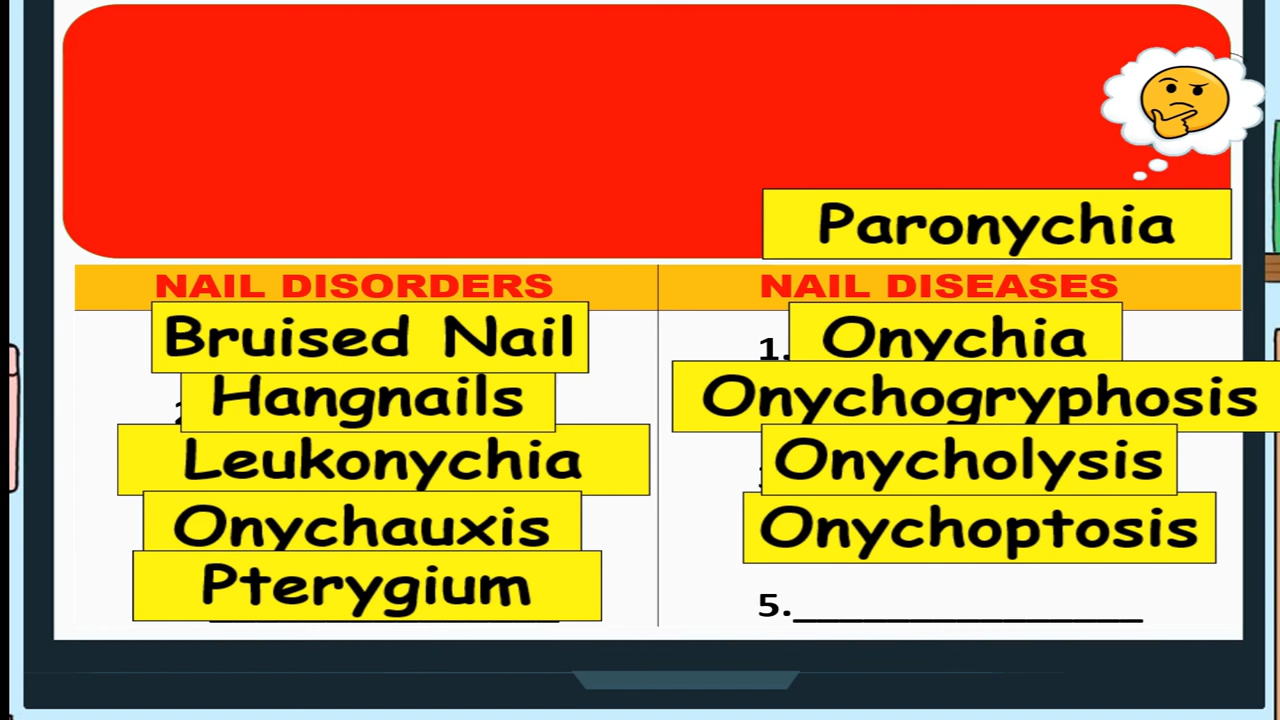 Paronychia
NAIL DISORDERS
NAIL DISEASES
Bruised Nail
1. Onychia
Hangnails
Onychogryphosis
Leukonychia
Onycholysis
Onychauxis
Onychoptosis
Pterygium
5.